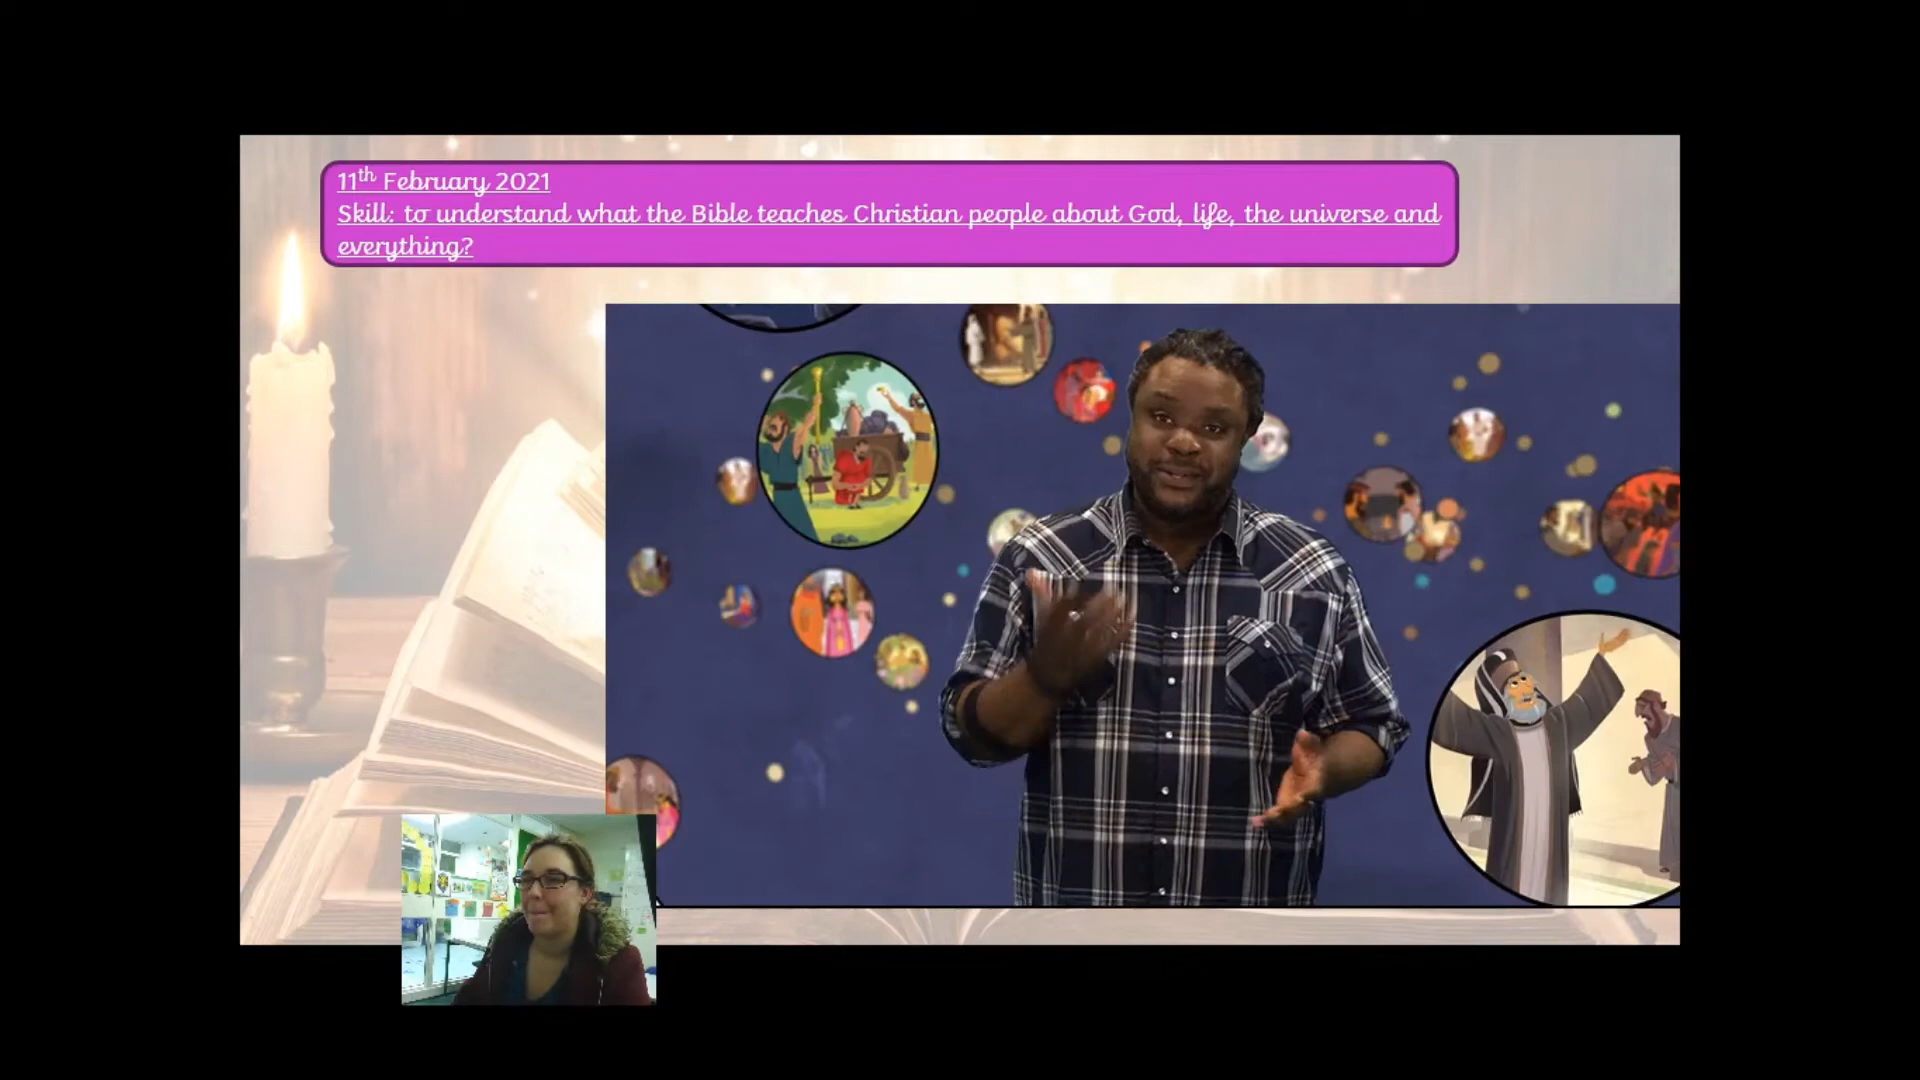 11th February 2021
Skill: to understand what the Bible teaches Christian people about God, life, the universe and
everything?